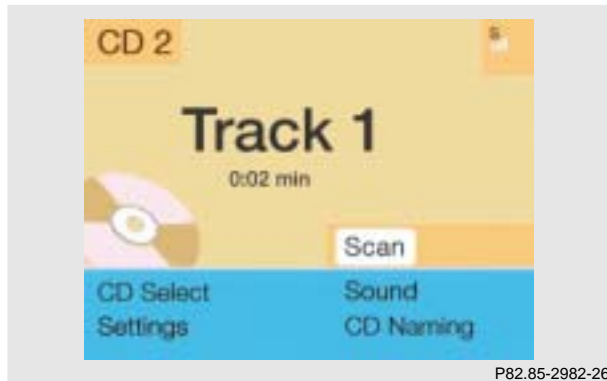 CD 2
S
Track 1
0:02 min
Scan
CD Select
Sound
Settings
CD Naming
P82.85-2982-26